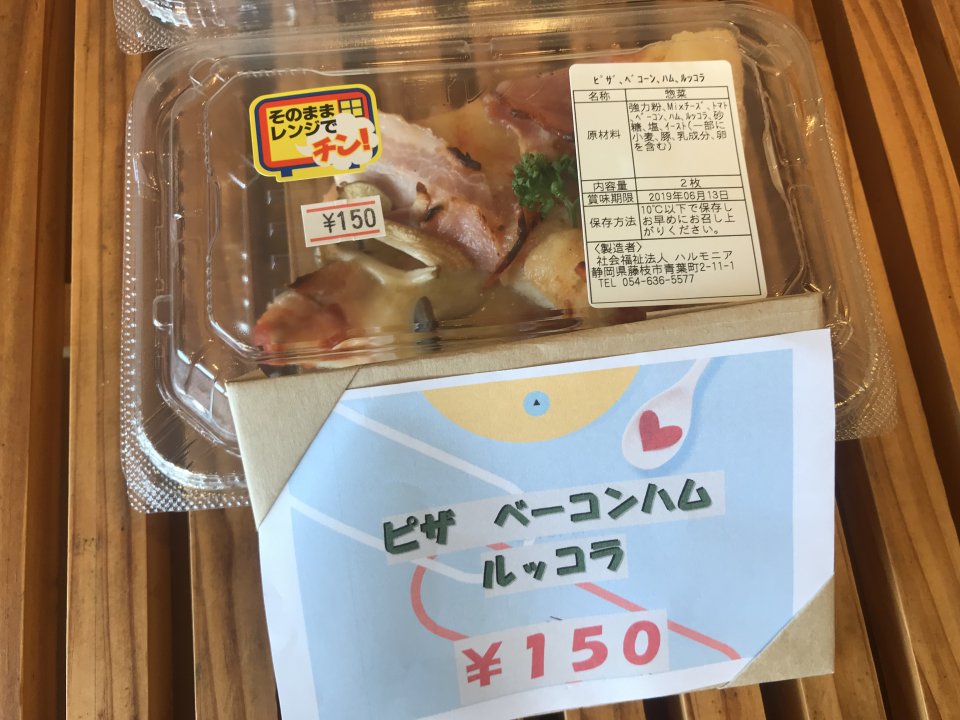 そのまま
レンジで
チン!
¥150
ピザ、ベーコン、ハム、ルッコラ
名称 惣菜
原材料 強力粉、Mixチーズ、トマト
、ベーコン、ハム、ルッコラ、砂
糖、塩、イースト(一部に
小麦、豚、乳成分、卵
を含む)
内容量 2枚
賞味期限 2019年06月13日
保存方法 10℃以下で保存し
お早めにお召し上
がりください。
〈製造者〉
社会福祉法人 ハルモニア
静岡県藤枝市青葉町2-11-1
TEL 054-636-5577
ピザ ベーコンハム
ルッコラ
¥150